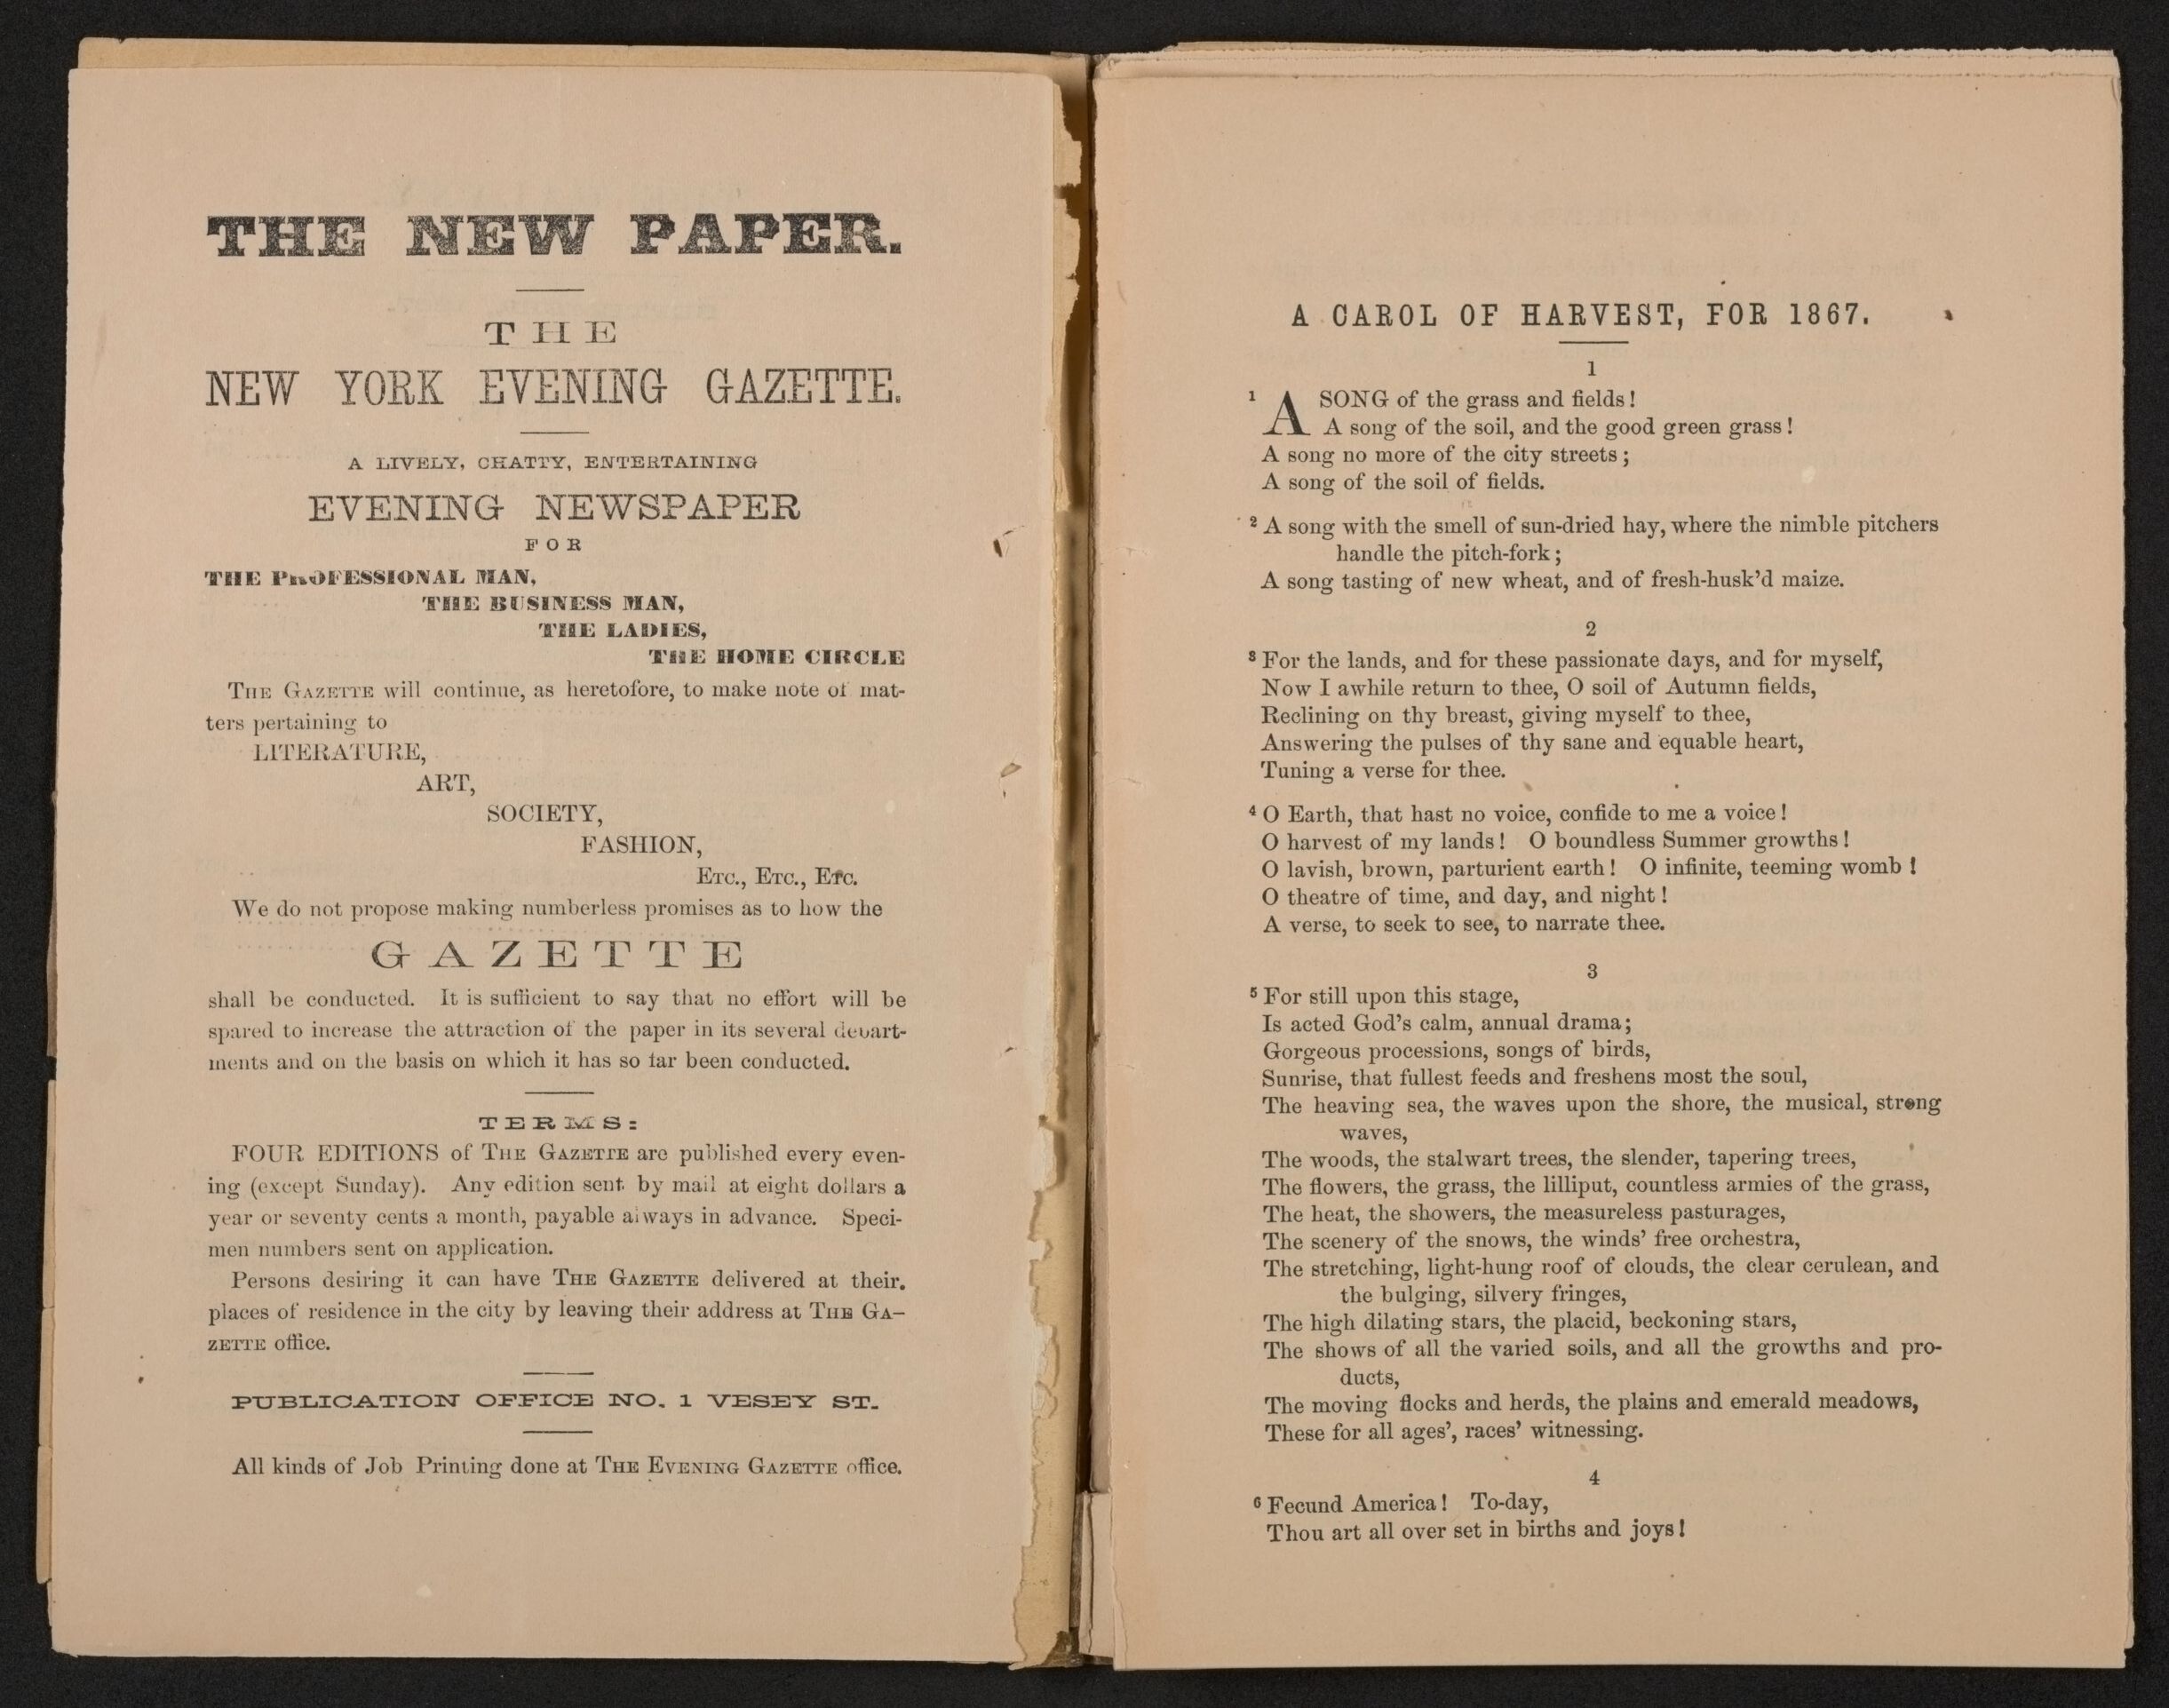 THE NEW PAPER.
THE
NEW YORK EVENING GAZETTE.
A LIVELY, CHATTY, ENTERTAINING
EVENING NEWSPAPER
FOR
THE PROFESSIONAL MAN,
THE BUSINESS MAN,
THE LADIES,
THE HOME CIRCLE
THE GAZETTE will continue, as heretofore, to make note of mat-
ters pertaining to
LITERATURE,
ART,
SOCIETY,
FASHION,
ETC., ETC., ETC.
We do not propose making numberless promises as to how the
GAZETTE
shall be conducted. It is sufficient to say that no effort will be
spared to increase the attraction of the paper in its several depart-
ments and on the basis on which it has so far been conducted.
TERMS:
FOUR EDITIONS of THE GAZETTE are published every even-
ing (except Sunday). Any edition sent by mail at eight dollars a
year or seventy cents a month, payable always in advance. Speci-
men numbers sent on application.
Persons desiring it can have THE GAZETTE delivered at their.
places of residence in the city by leaving their address at THE GA-
ZETTE office.
PUBLICATION OFFICE NO. 1 VESEY ST.
All kinds of Job Printing done at THE EVENING GAZETTE office.
A CAROL OF HARVEST, FOR 1867.
1
1 A SONG of the grass and fields!
A song of the soil, and the good green grass!
A song no more of the city streets;
A song of the soil of fields.
2 A song with the smell of sun-dried hay, where the nimble pitchers
handle the pitch-fork;
A song tasting of new wheat, and of fresh-husk'd maize.
2
3 For the lands, and for these passionate days, and for myself,
Now I awhile return to thee, O soil of Autumn fields,
Reclining on thy breast, giving myself to thee,
Answering the pulses of thy sane and equable heart,
Tuning a verse for thee.
4 O Earth, that hast no voice, confide to me a voice!
O harvest of my lands! O boundless Summer growths!
O lavish, brown, parturient earth! O infinite, teeming womb!
O theatre of time, and day, and night!
A verse, to seek to see, to narrate thee.
3
5 For still upon this stage,
Is acted God's calm, annual drama;
Gorgeous processions, songs of birds,
Sunrise, that fullest feeds and freshens most the soul,
The heaving sea, the waves upon the shore, the musical, strong
waves,
The woods, the stalwart trees, the slender, tapering trees,
The flowers, the grass, the lilliput, countless armies of the grass,
The heat, the showers, the measureless pasturages,
The scenery of the snows, the winds' free orchestra,
The stretching, light-hung roof of clouds, the clear cerulean, and
the bulging, silvery fringes,
The high dilating stars, the placid, beckoning stars,
The shows of all the varied soils, and all the growths and pro-
ducts,
The moving flocks and herds, the plains and emerald meadows,
These for all ages', races' witnessing.
4
6 Fecund America! To-day,
Thou art all over set in births and joys!